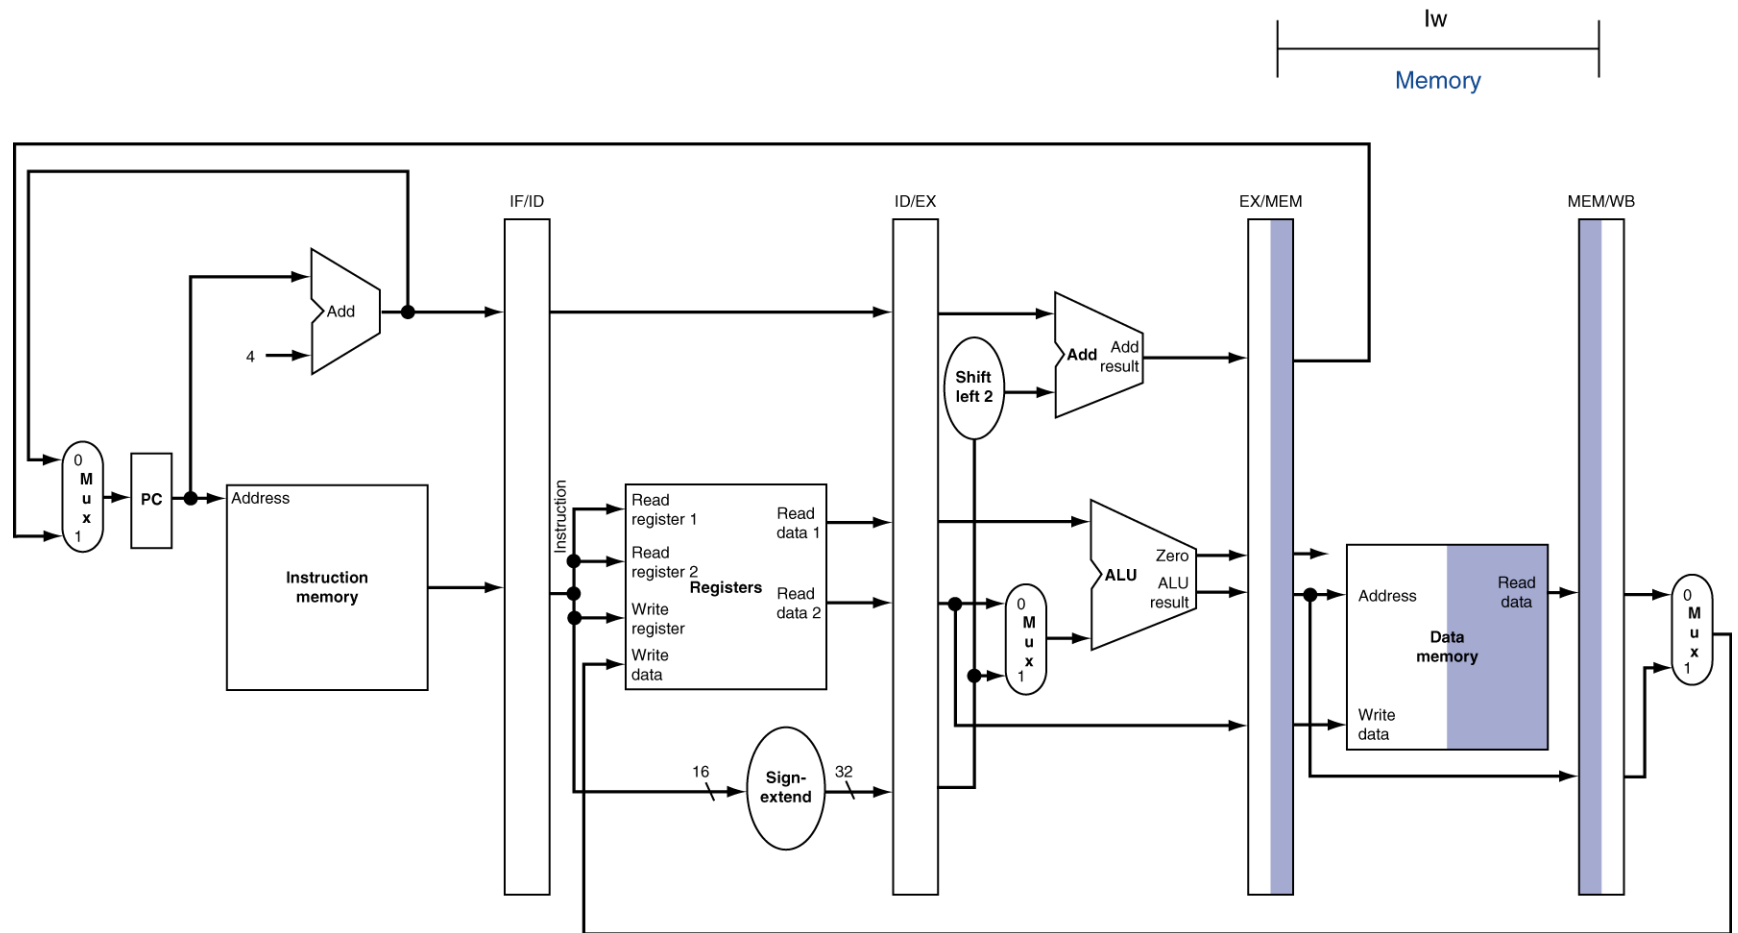 lw
Memory
IF/ID
ID/EX
EX/MEM
MEM/WB
Add
4
Add
Add
result
Shift
left 2
0
M
u
x
1
PC
Address
Instruction
memory
Instruction
Read
register 1
Read
register 2
Write
register
Write
data
Registers
Read
data 1
Read
data 2
16
Sign-
extend
32
0
M
u
x
1
ALU
Zero
ALU
result
Address
Read
data
Data
memory
Write
data
0
M
u
x
1